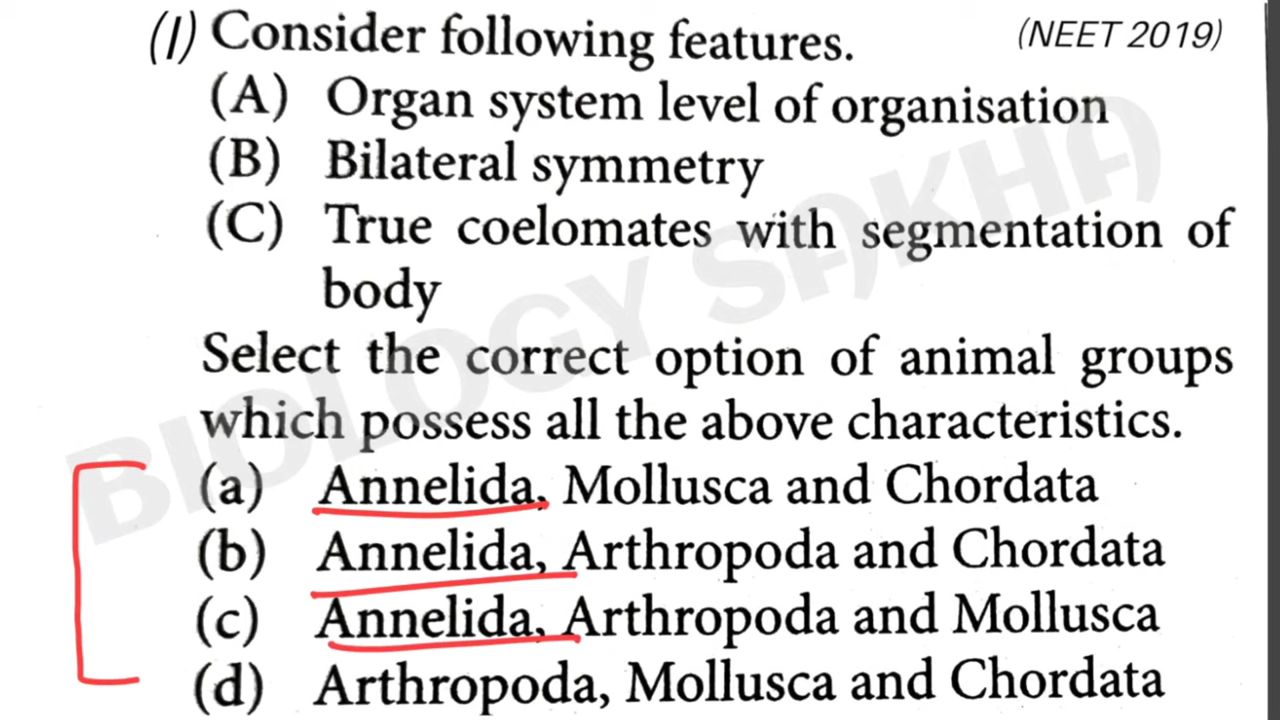 (I) Consider following features. (NEET 2019)
(A) Organ system level of organisation
(B) Bilateral symmetry
(C) True coelomates with segmentation of
body
Select the correct option of animal groups
which possess all the above characteristics.
(a) Annelida, Mollusca and Chordata
(b) Annelida, Arthropoda and Chordata
(c) Annelida, Arthropoda and Mollusca
(d) Arthropoda, Mollusca and Chordata
BIOLOGY SAKHA